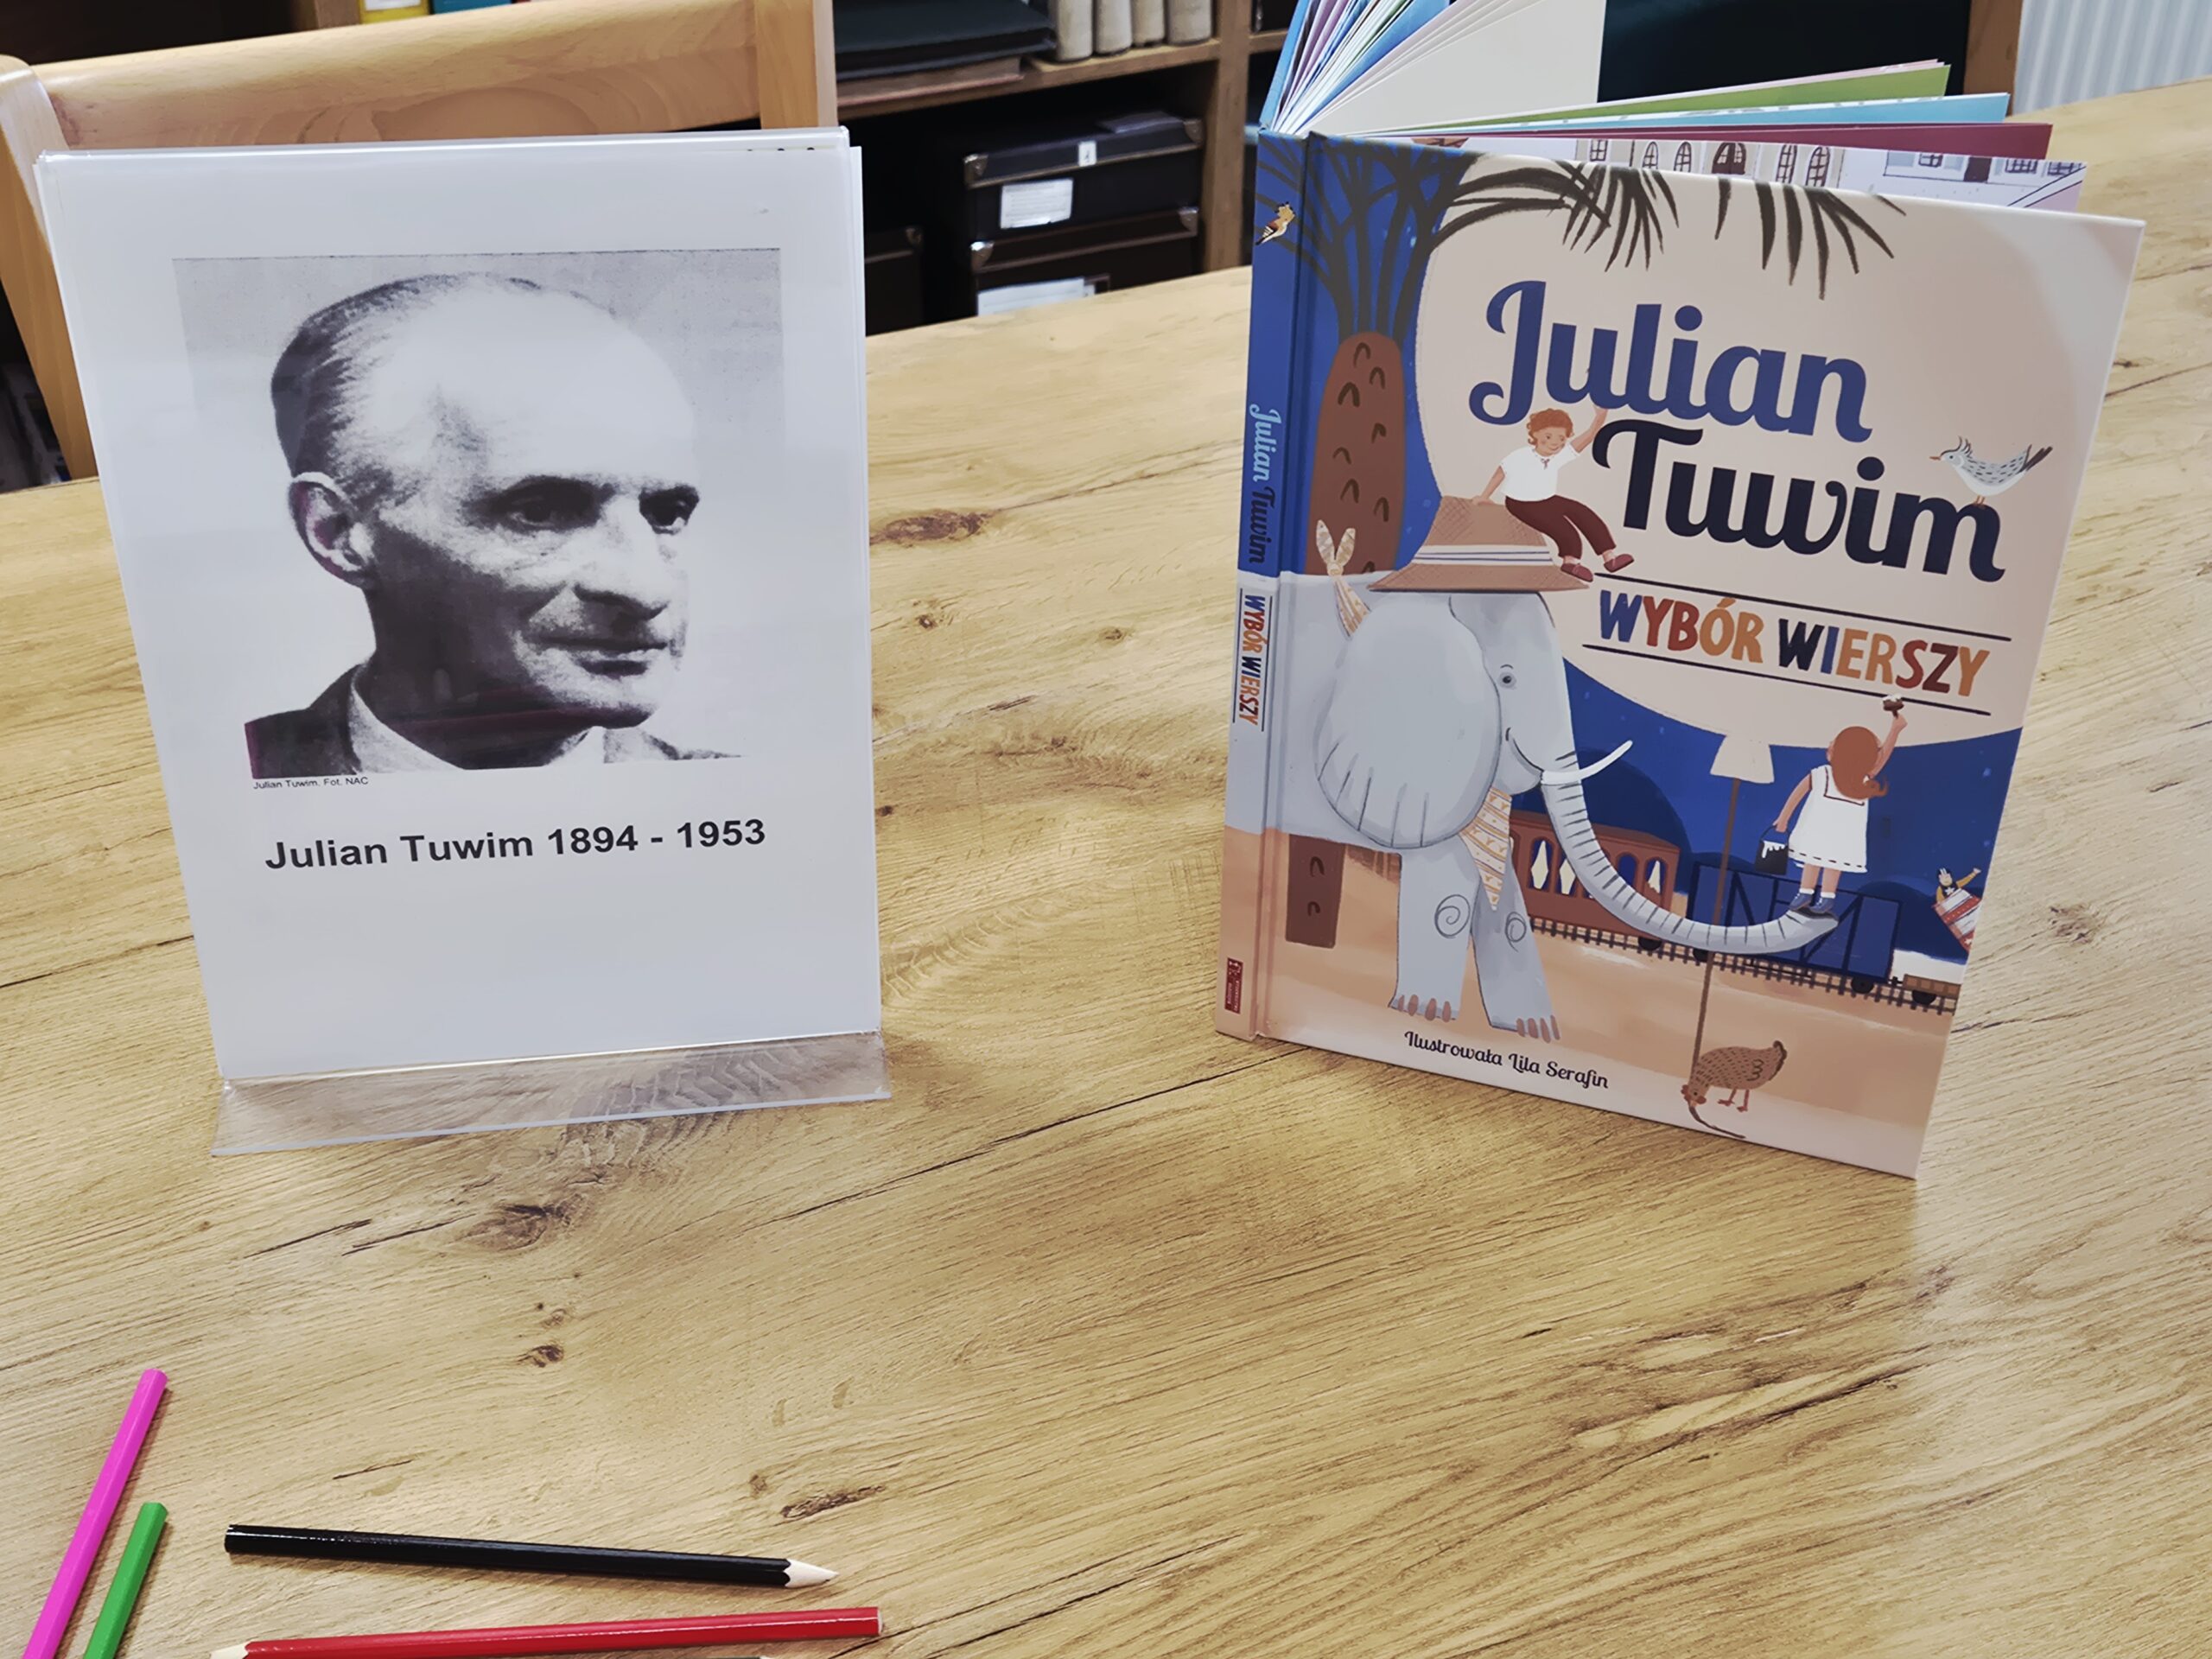 Julian Tuwim. Fot. NAC
Julian Tuwim 1894 - 1953
Julian Tuwim
WYBÓR WIERSZY
Julian
Tuwim
WYBÓR WIERSZY
Ilustrowała Lila Serafin